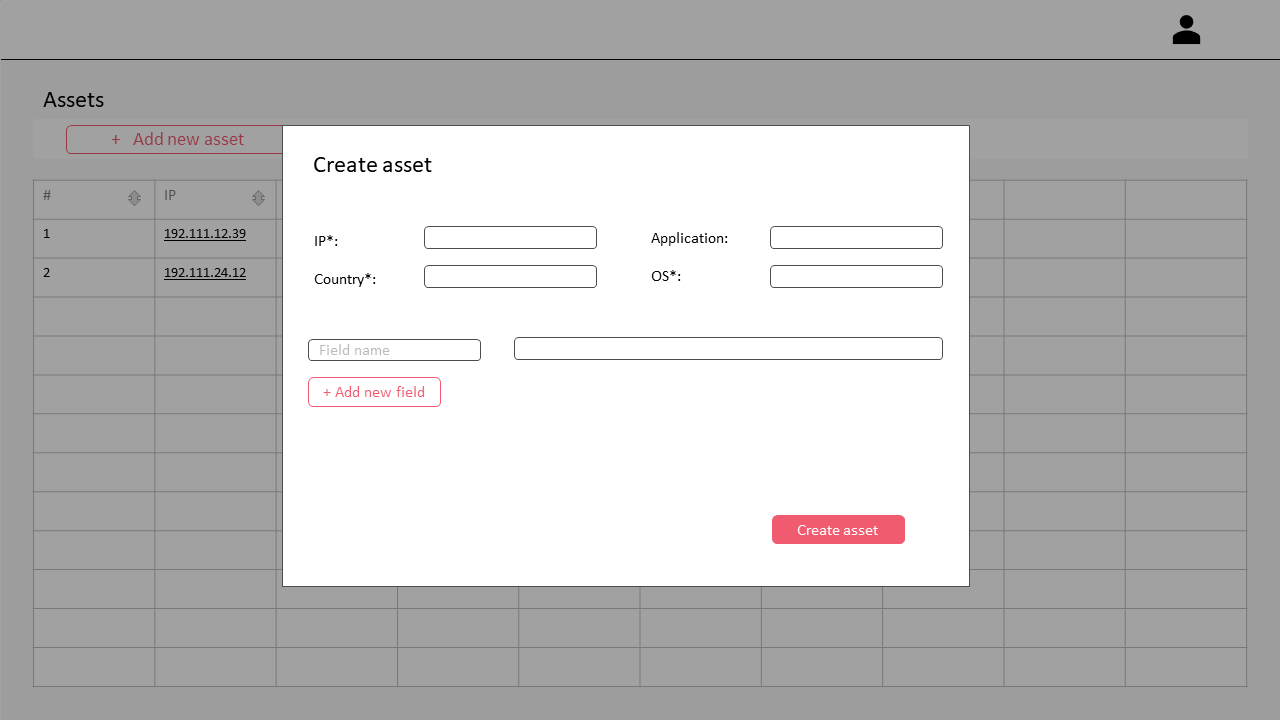 Assets
+ Add new asset
Create asset
# IP
1 192.111.12.39
2 192.111.24.12
IP*: Application:
Country*: OS*:
Field name
+ Add new field
Create asset